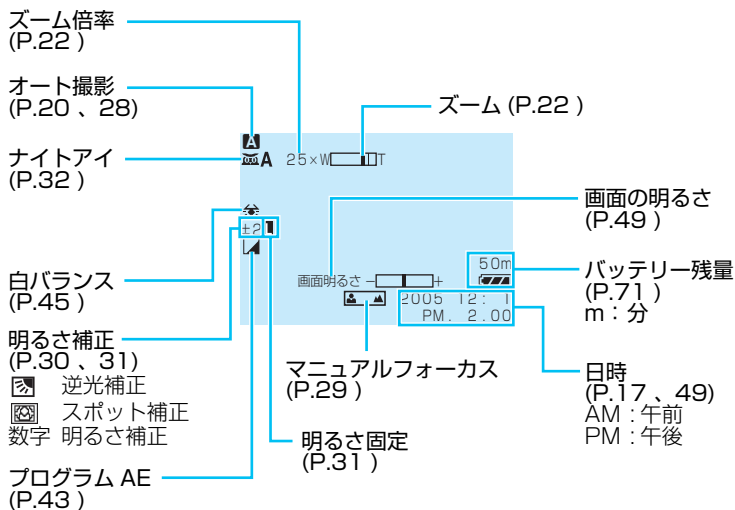 ズーム倍率
(P.22 )
オート撮影
(P.20 、28)
ナイトアイ
(P.32 )
白バランス
(P.45 )
明るさ補正
(P.30 、31)
逆光補正
スポット補正
数字 明るさ補正
プログラム AE
(P.43 )
A
A 25×W T
±2
画面明るさ − +
50m
2005 12: 1
PM. 2.00
ズーム (P.22 )
画面の明るさ
(P.49 )
バッテリー残量
(P.71 )
m：分
マニュアルフォーカス
(P.29 )
明るさ固定
(P.31 )
日時
(P.17 、49)
AM：午前
PM：午後